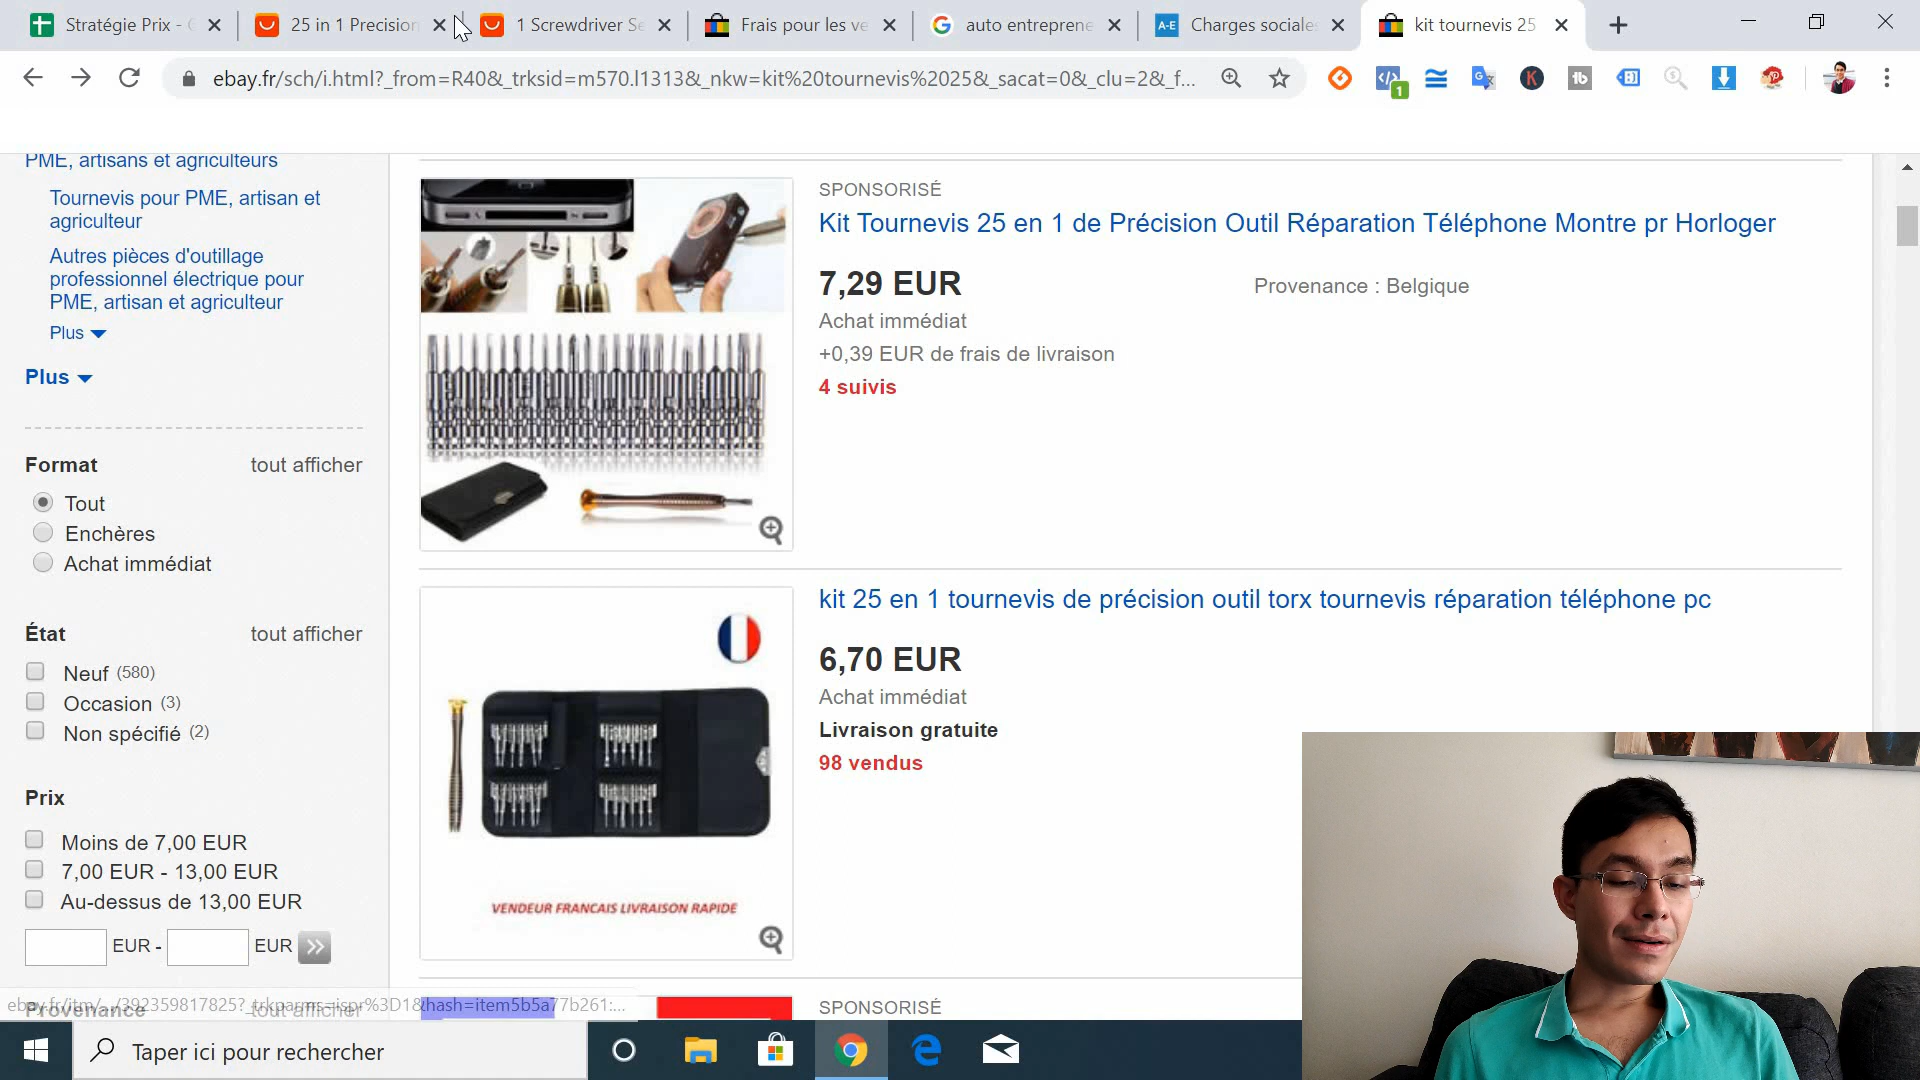 Stratégie Prix - G
25 in 1 Precision
1 Screwdriver Se
Frais pour les ve
auto entreprene
Charges sociales
kit tournevis 25
ebay.fr/sch/i.html?_from=R40&_trksid=m570.l1313&_nkw=kit%20tournevis%2025&_sacat=0&_clu=2&_f...
PME, artisans et agriculteurs
Tournevis pour PME, artisan et
agriculteur
Autres pièces d'outillage
professionnel électrique pour
PME, artisan et agriculteur
Plus
Plus
Format tout afficher
Tout
Enchères
Achat immédiat
État tout afficher
Neuf (580)
Occasion (3)
Non spécifié (2)
Prix
Moins de 7,00 EUR
7,00 EUR - 13,00 EUR
Au-dessus de 13,00 EUR
EUR - EUR
Provenance tout afficher
SPONSORISÉ
Kit Tournevis 25 en 1 de Précision Outil Réparation Téléphone Montre pr Horloger
7,29 EUR
Provenance : Belgique
Achat immédiat
+0,39 EUR de frais de livraison
4 suivis
kit 25 en 1 tournevis de précision outil torx tournevis réparation téléphone pc
6,70 EUR
Achat immédiat
Livraison gratuite
98 vendus
VENDEUR FRANCAIS LIVRAISON RAPIDE
SPONSORISÉ
Taper ici pour rechercher